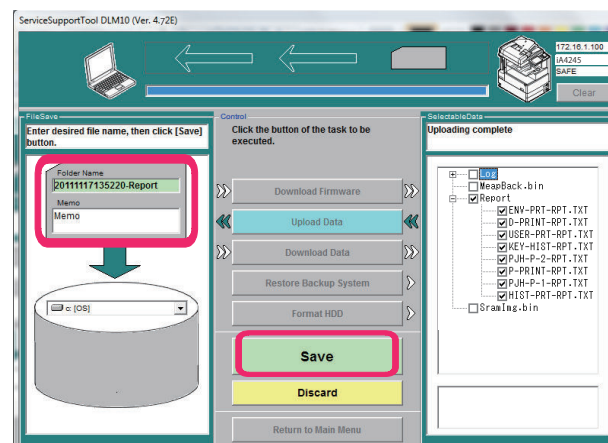 ServiceSupportTool DLM10 (Ver. 4.72E)
172.16.1.100
iA4245
SAFE
Clear
FileSave
Enter desired file name, then click [Save]
button.
Folder Name
20111117135220-Report
Memo
Memo
c: [OS]
Control
Click the button of the task to be
executed.
Download Firmware
Upload Data
Download Data
Restore Backup System
Format HDD
Save
Discard
Return to Main Menu
SelectableData
Uploading complete
Log
MeapBack.bin
Report
ENV-PRT-RPT.TXT
D-PRINT-RPT.TXT
USER-PRT-RPT.TXT
KEY-HIST-RPT.TXT
PJH-P-2-RPT.TXT
P-PRINT-RPT.TXT
PJH-P-1-RPT.TXT
HIST-PRT-RPT.TXT
SramImg.bin